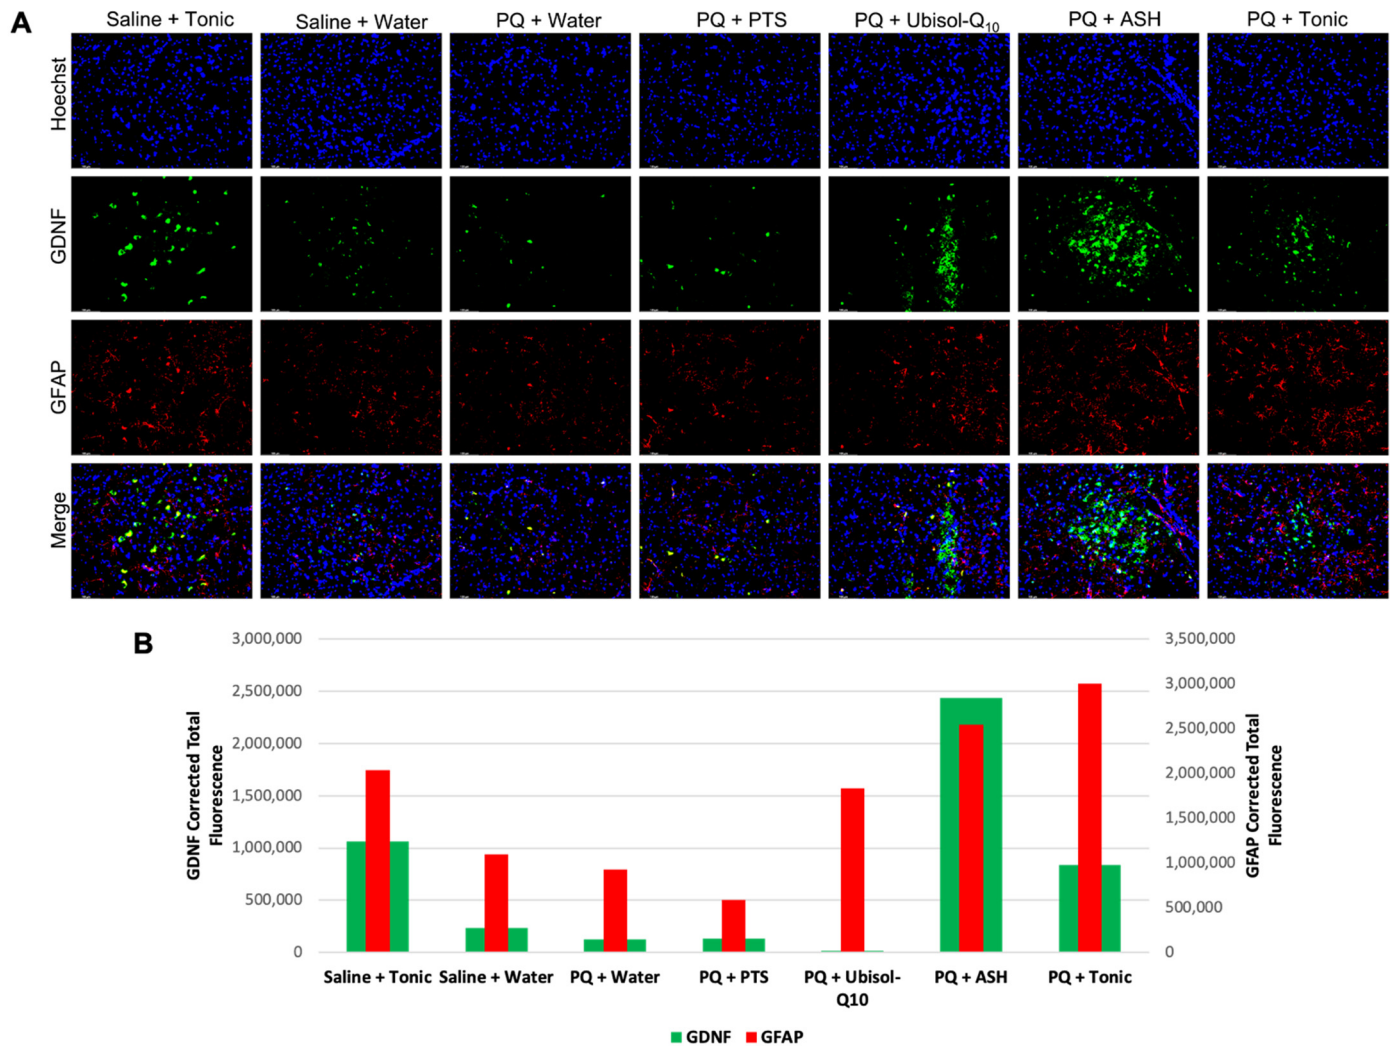 A
Saline + Tonic
Saline + Water
PQ + Water
PQ + PTS
PQ + Ubisol-Q10
PQ + ASH
PQ + Tonic
Hoechst
GDNF
GFAP
Merge
B
GDNF Corrected Total
Fluorescence
3,000,000
2,500,000
2,000,000
1,500,000
1,000,000
500,000
0
3,500,000
3,000,000
2,500,000
2,000,000
1,500,000
1,000,000
500,000
0
GFAP Corrected Total
Fluorescence
Saline + Tonic
Saline + Water
PQ + Water
PQ + PTS
PQ + Ubisol-
Q10
PQ + ASH
PQ + Tonic
GDNF
GFAP